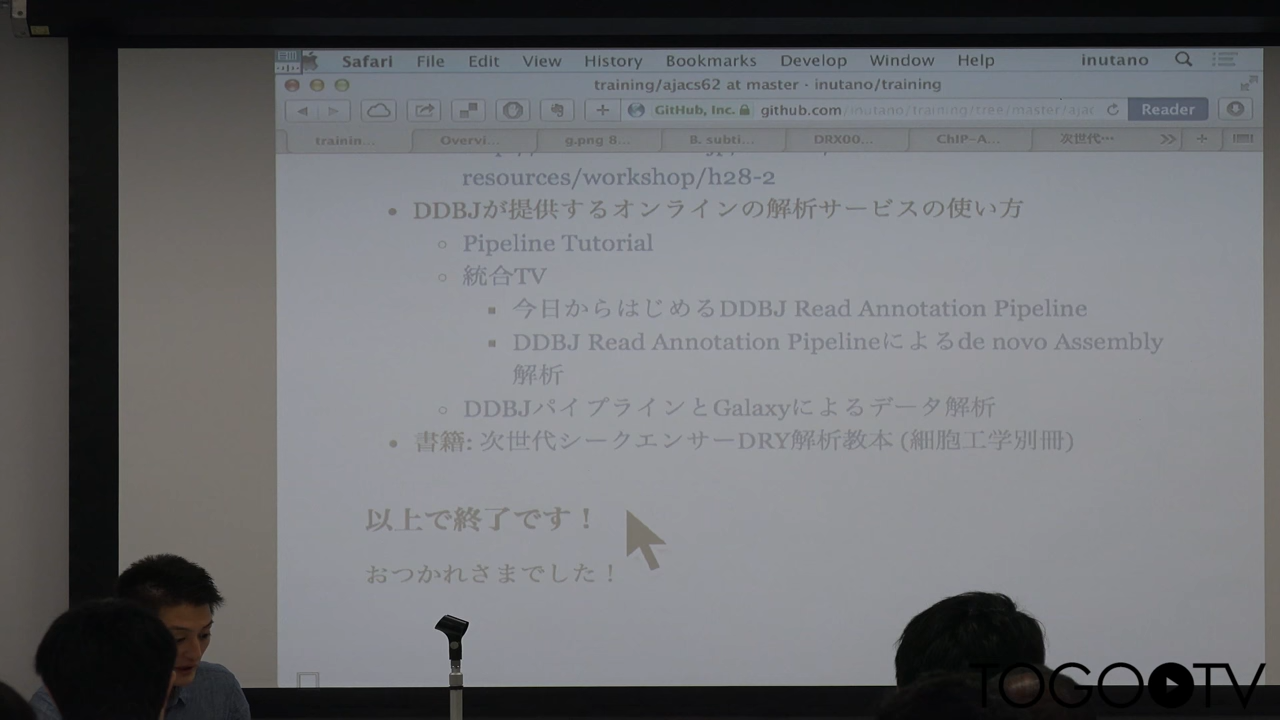 Safari File Edit View History Bookmarks Develop Window Help inutano
training/ajacs62 at master · inutano/training
GitHub, Inc. github.com/inutano/training/tree/master/ajac Reader
trainin... Overvi... g.png 8... B. subti... DRX00... ChIP-A... 次世代…
resources/workshop/h28-2
• DDBJが提供するオンラインの解析サービスの使い方
Pipeline Tutorial
統合TV
今日からはじめるDDBJ Read Annotation Pipeline
DDBJ Read Annotation Pipelineによるde novo Assembly
解析
DDBJパイプラインとGalaxyによるデータ解析
• 書籍: 次世代シークエンサーDRY解析教本 (細胞工学別冊)
以上で終了です！
おつかれさまでした！
TOGOTV